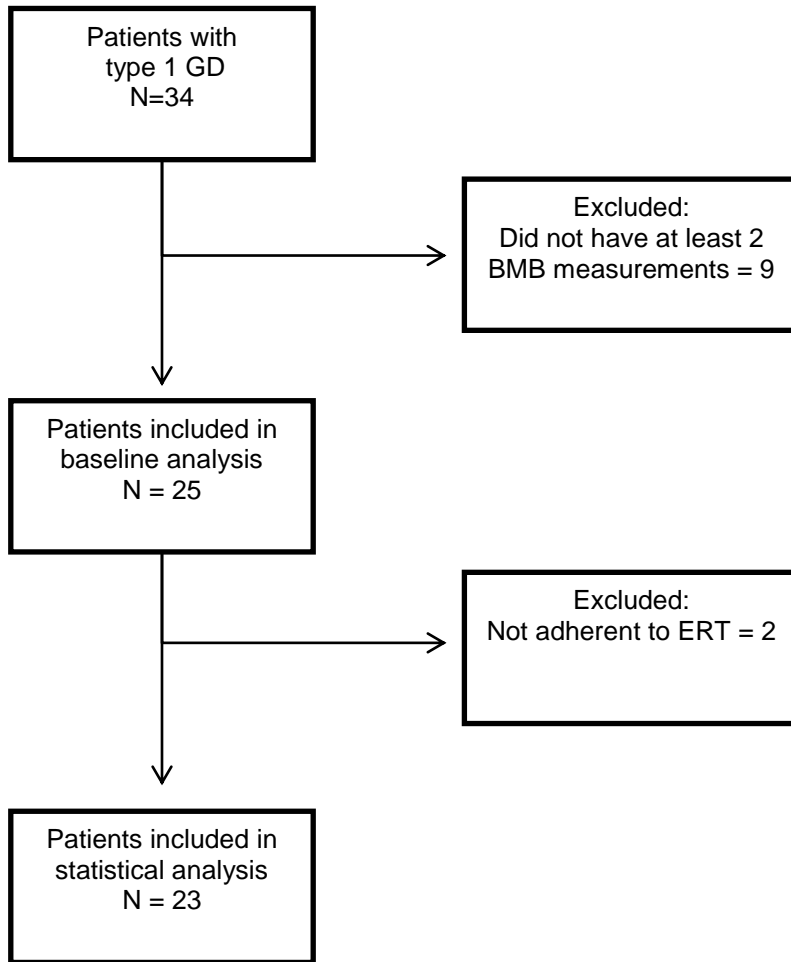 Patients with
type 1 GD
N=34
Excluded:
Did not have at least 2
BMB measurements = 9
Patients included in
baseline analysis
N = 25
Excluded:
Not adherent to ERT = 2
Patients included in
statistical analysis
N = 23